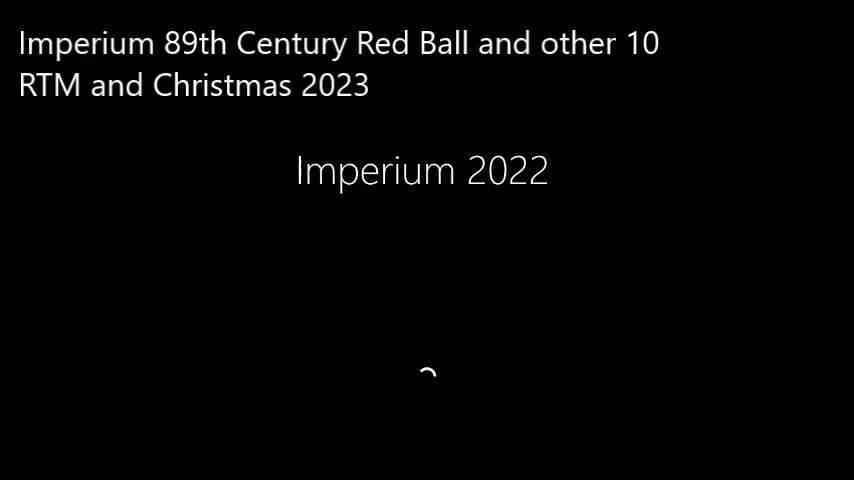 Imperium 89th Century Red Ball and other 10
RTM and Christmas 2023
Imperium 2022